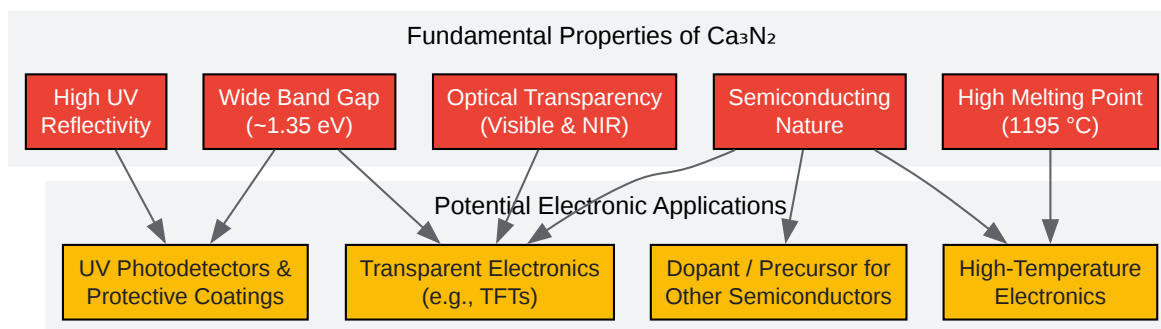 Fundamental Properties of Ca₃N₂
High UV
Reflectivity
Wide Band Gap
(~1.35 eV)
Optical Transparency
(Visible & NIR)
Semiconducting
Nature
High Melting Point
(1195 °C)
Potential Electronic Applications
UV Photodetectors &
Protective Coatings
Transparent Electronics
(e.g., TFTs)
Dopant / Precursor for
Other Semiconductors
High-Temperature
Electronics